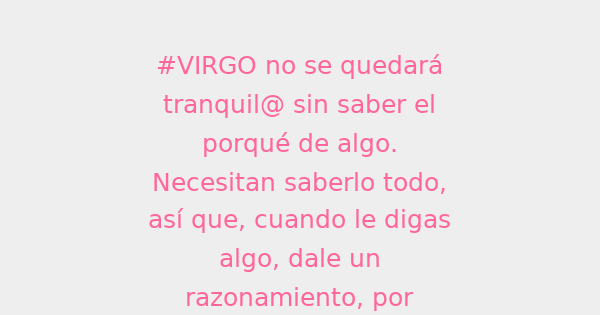 #VIRGO no se quedará
tranquil@ sin saber el
porqué de algo.
Necesitan saberlo todo,
así que, cuando le digas
algo, dale un
razonamiento, por